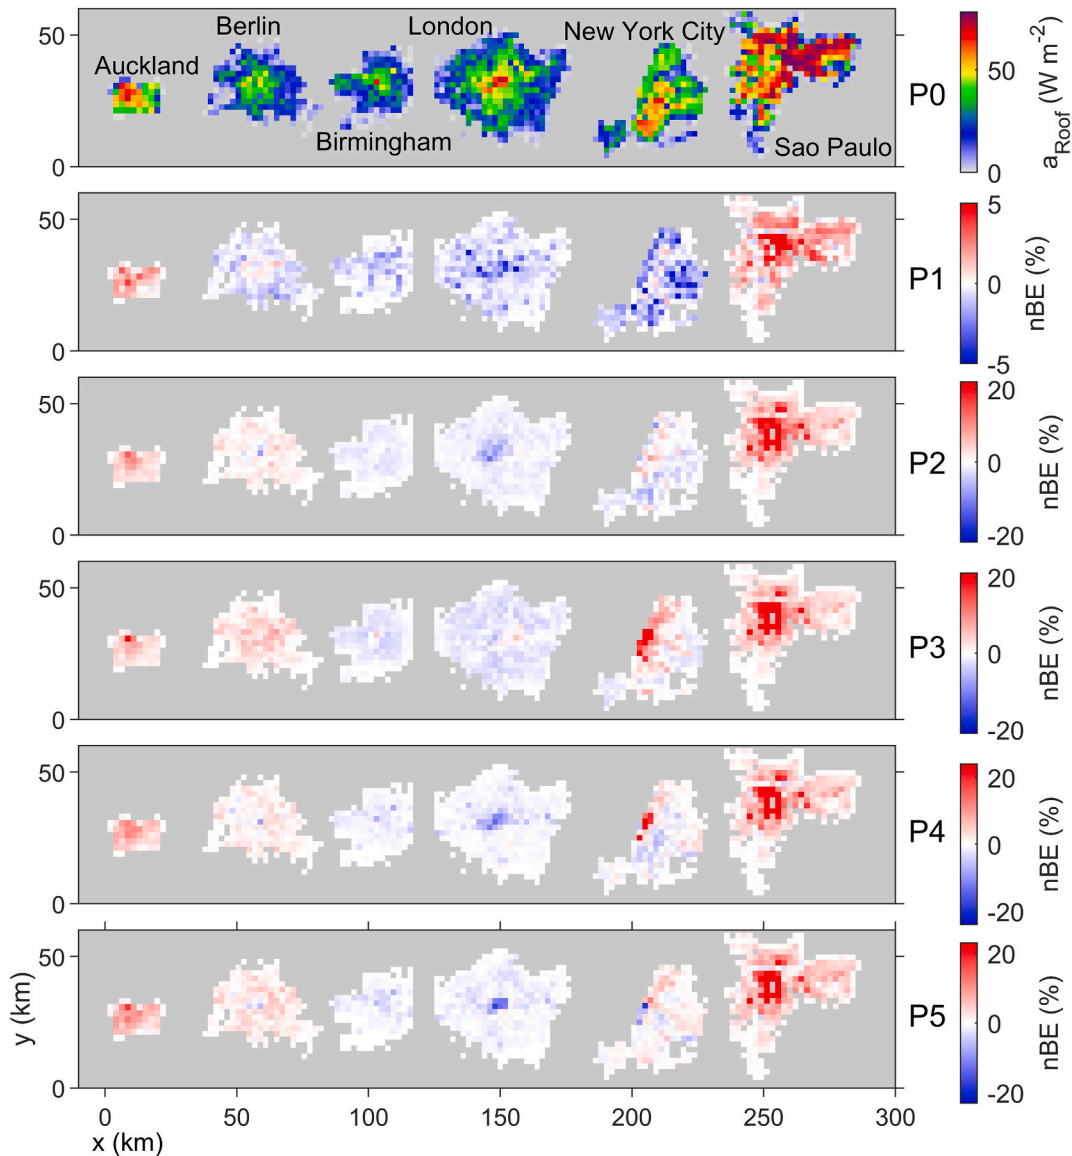 50
0
Auckland
Berlin
Birmingham
London
New York City
Sao Paulo
P0
50
0
a_Roof (W m^-2)
50
0
P1
5
0
-5
nBE (%)
50
0
P2
20
0
-20
nBE (%)
50
0
P3
20
0
-20
nBE (%)
50
0
P4
20
0
-20
nBE (%)
50
0
P5
20
0
-20
nBE (%)
y (km)
0 50 100 150 200 250 300
x (km)